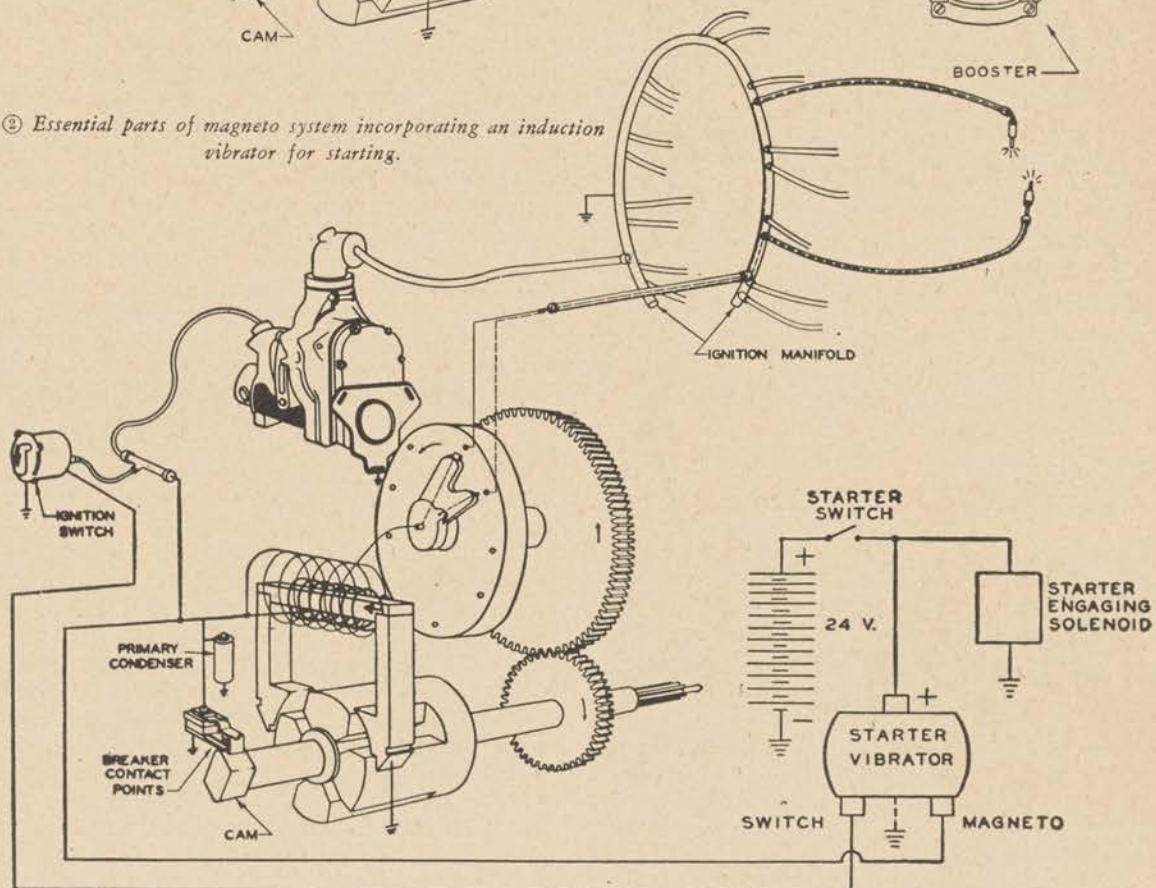 CAM
BOOSTER
② Essential parts of magneto system incorporating an induction
vibrator for starting.
IGNITION MANIFOLD
IGNITION
SWITCH
STARTER
SWITCH
+
24 V.
STARTER
ENGAGING
SOLENOID
PRIMARY
CONDENSER
−
+
STARTER
VIBRATOR
BREAKER
CONTACT
POINTS
CAM
SWITCH
MAGNETO